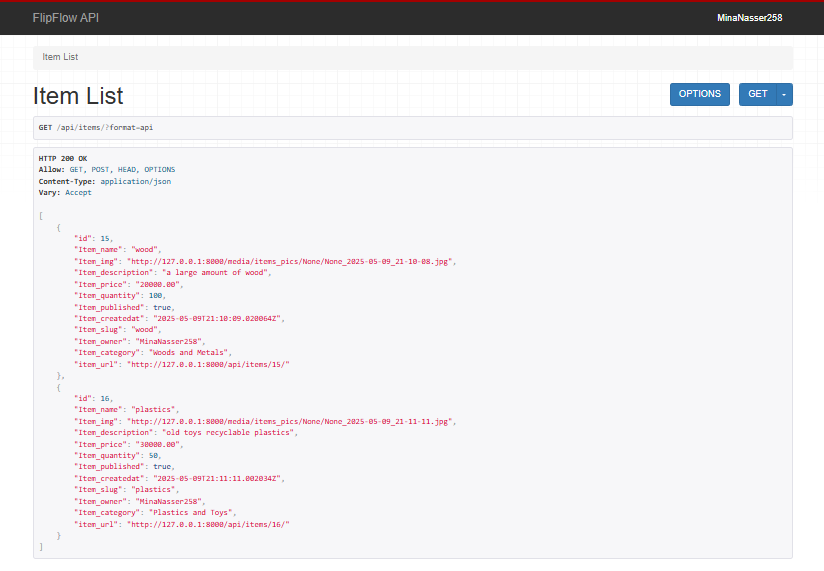 FlipFlow API
MinaNasser258
Item List
Item List
OPTIONS
GET
GET /api/items/?format=api
HTTP 200 OK
Allow: GET, POST, HEAD, OPTIONS
Content-Type: application/json
Vary: Accept
[
{
"id": 15,
"Item_name": "wood",
"Item_img": "http://127.0.0.1:8000/media/items_pics/None/None_2025-05-09_21-10-08.jpg",
"Item_description": "a large amount of wood",
"Item_price": "20000.00",
"Item_quantity": 100,
"Item_published": true,
"Item_createdat": "2025-05-09T21:10:09.020064Z",
"Item_slug": "wood",
"Item_owner": "MinaNasser258",
"Item_category": "Woods and Metals",
"item_url": "http://127.0.0.1:8000/api/items/15/"
},
{
"id": 16,
"Item_name": "plastics",
"Item_img": "http://127.0.0.1:8000/media/items_pics/None/None_2025-05-09_21-11-11.jpg",
"Item_description": "old toys recyclable plastics",
"Item_price": "30000.00",
"Item_quantity": 50,
"Item_published": true,
"Item_createdat": "2025-05-09T21:11:11.002034Z",
"Item_slug": "plastics",
"Item_owner": "MinaNasser258",
"Item_category": "Plastics and Toys",
"item_url": "http://127.0.0.1:8000/api/items/16/"
}
]